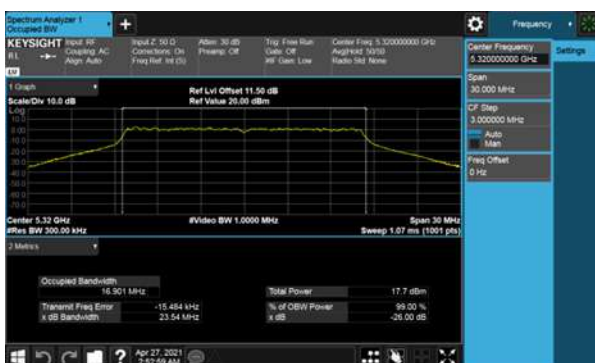 Spectrum Analyzer 1
Occupied BW
Frequency
KEYSIGHT Input: RF
Coupling: AC
Align: Auto
Input Z: 50 Ω
Corrections: On
Freq Ref: Int (S)
Atten: 30 dB
Preamp: Off
Trig: Free Run
Gate: Off
#IF Gain: Low
Center Freq: 5.320000000 GHz
Avg|Hold: 50/50
Radio Std: None
Center Frequency
5.320000000 GHz
Settings
Span
30.000 MHz
CF Step
3.000000 MHz
Auto
Man
Freq Offset
0 Hz
1 Graph
Scale/Div 10.0 dB
Ref Lvl Offset 11.50 dB
Ref Value 20.00 dBm
Log
Center 5.32 GHz
#Res BW 300.00 kHz
#Video BW 1.0000 MHz
Span 30 MHz
Sweep 1.07 ms (1001 pts)
2 Metrics
Occupied Bandwidth
16.901 MHz
Total Power 17.7 dBm
Transmit Freq Error -15.484 kHz
% of OBW Power 99.00 %
x dB Bandwidth 23.54 MHz
x dB -26.00 dB
Apr 27, 2021
2:52:59 AM